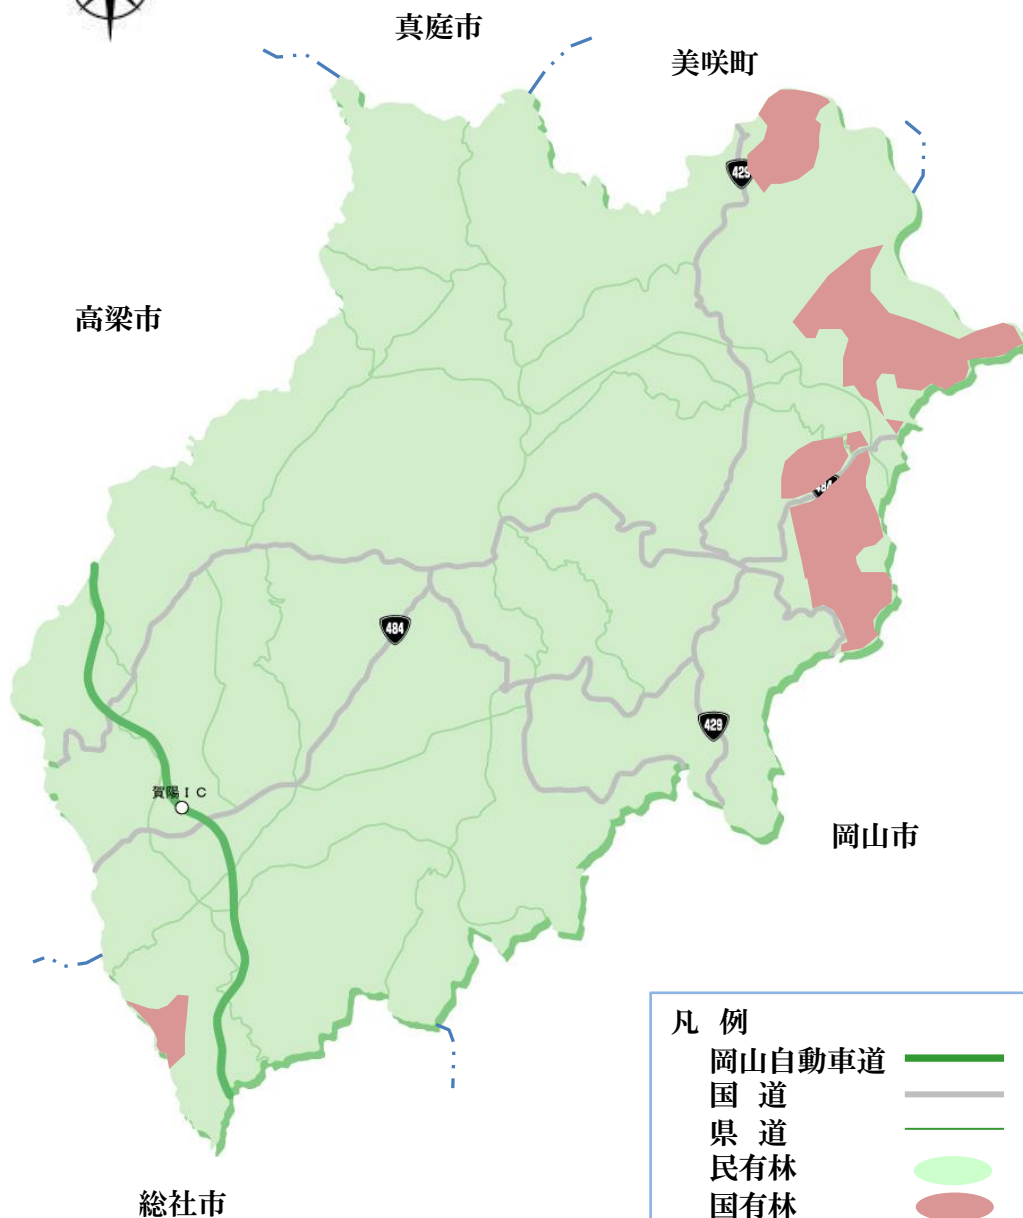 真庭市
美咲町
429
高梁市
484
429
賀陽ＩＣ
岡山市
凡 例
岡山自動車道
国 道
県 道
民有林
国有林
総社市